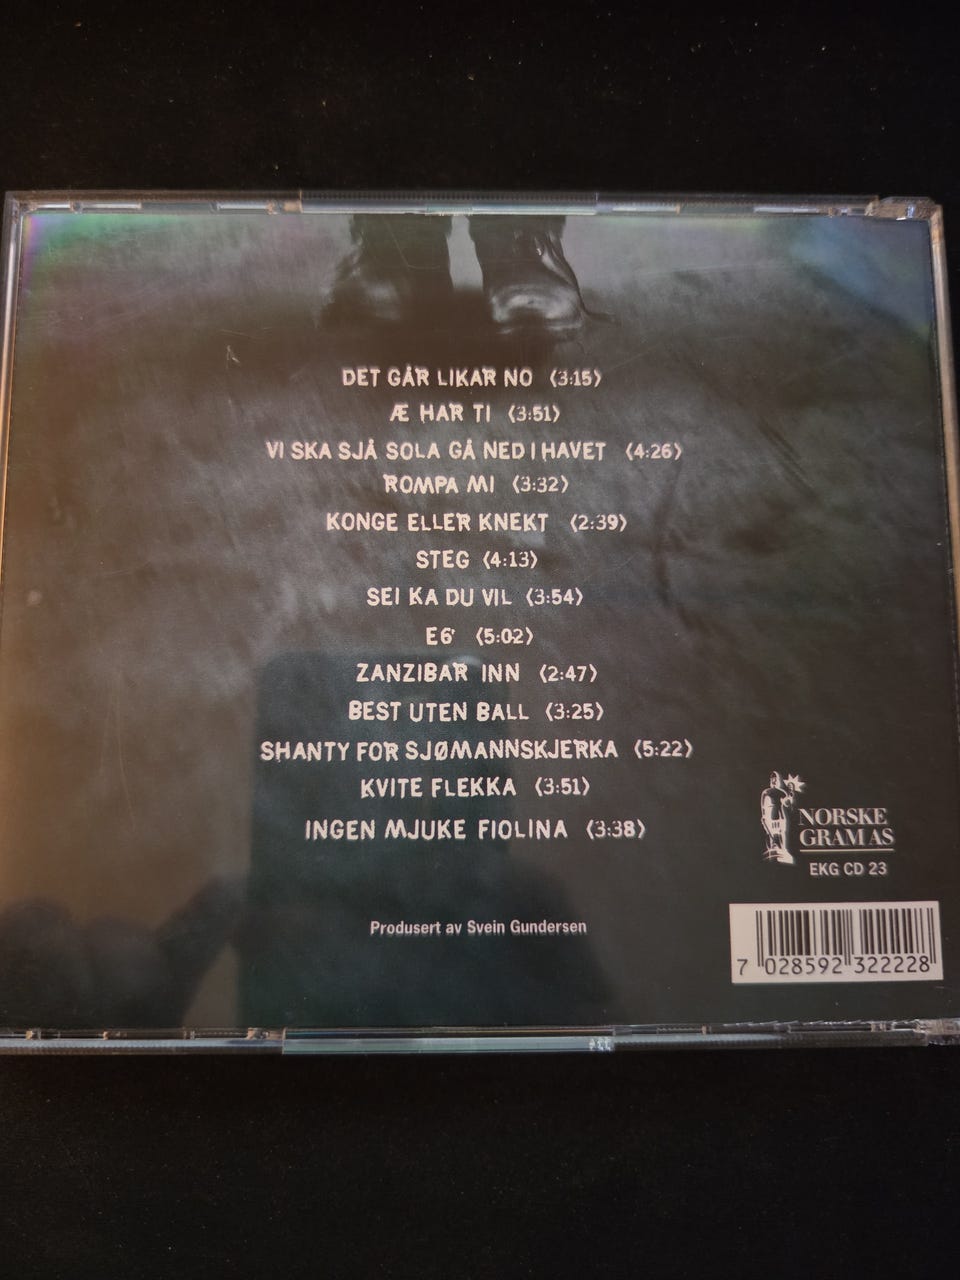 DET GÅR LIKAR NO (3:15)
Æ HAR TI (3:51)
VI SKA SJÅ SOLA GÅ NED I HAVET (4:26)
ROMPA MI (3:32)
KONGE ELLER KNEKT (2:39)
STEG (4:13)
SEI KA DU VIL (3:54)
E6 (5:02)
ZANZIBAR INN (2:47)
BEST UTEN BALL (3:25)
SHANTY FOR SJØMANNSKJERKA (5:22)
KVITE FLEKKA (3:51)
INGEN MJUKE FIOLINA (3:38)
NORSKE
GRAM AS
EKG CD 23
Produsert av Svein Gundersen
7 028592 322228